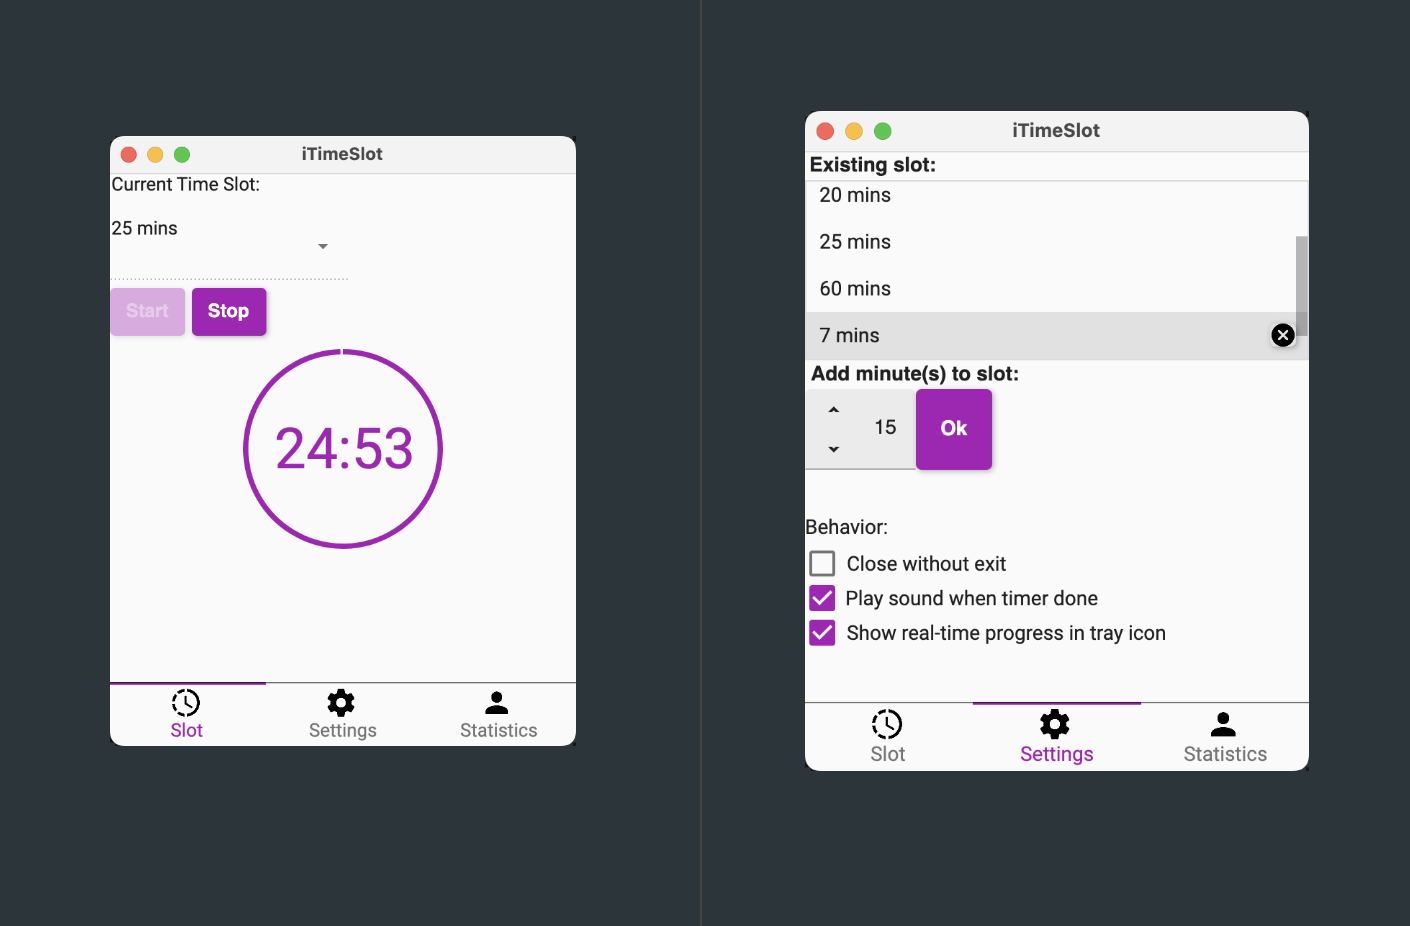 iTimeSlot
Current Time Slot:
25 mins
Start Stop
24:53
Slot Settings Statistics
iTimeSlot
Existing slot:
20 mins
25 mins
60 mins
7 mins
Add minute(s) to slot:
15 Ok
Behavior:
Close without exit
Play sound when timer done
Show real-time progress in tray icon
Slot Settings Statistics